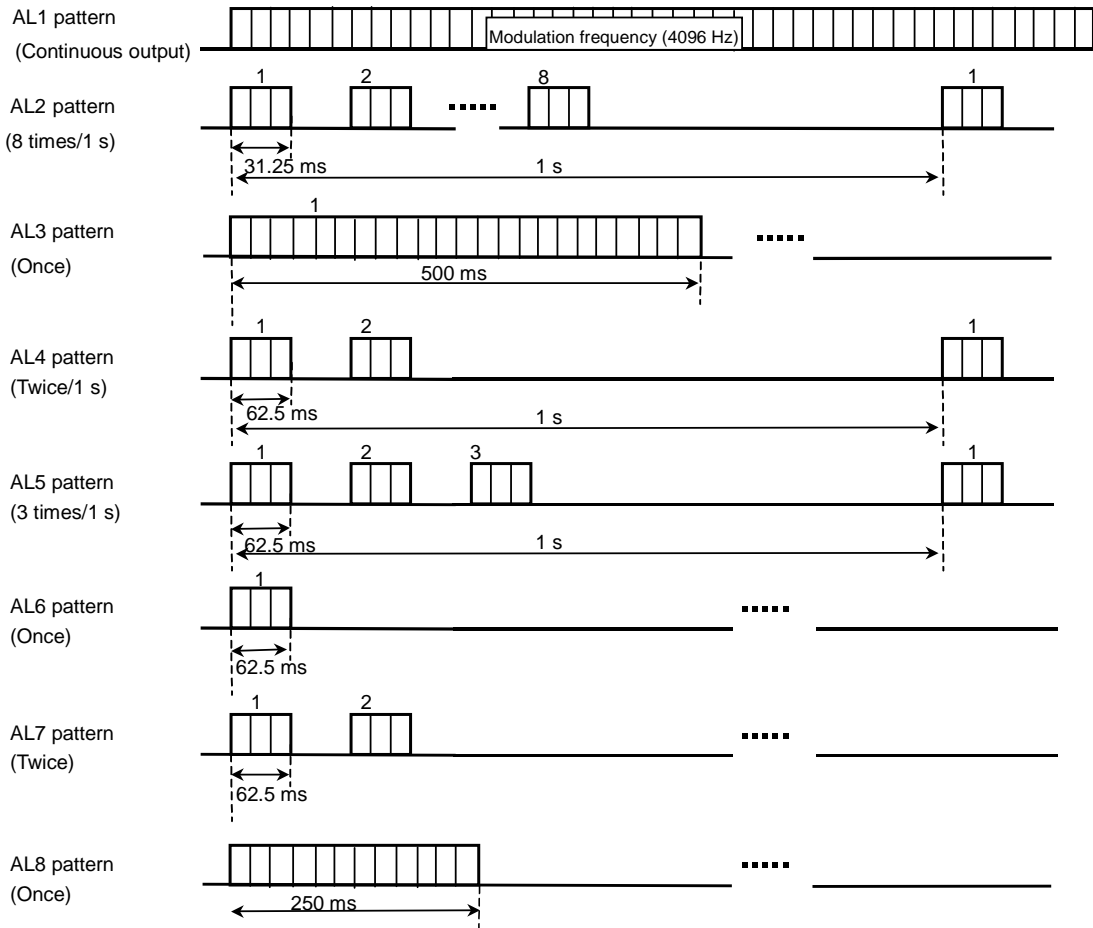 AL1 pattern
(Continuous output)
Modulation frequency (4096 Hz)
1 2 8 1
AL2 pattern
(8 times/1 s)
31.25 ms
1 s
1
AL3 pattern
(Once)
500 ms
1 2 1
AL4 pattern
(Twice/1 s)
62.5 ms
1 s
1 2 3 1
AL5 pattern
(3 times/1 s)
62.5 ms
1 s
1
AL6 pattern
(Once)
62.5 ms
1 2
AL7 pattern
(Twice)
62.5 ms
AL8 pattern
(Once)
250 ms